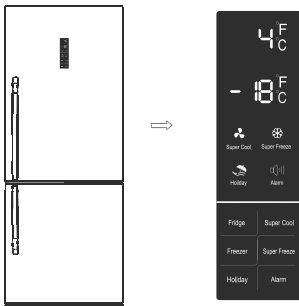 4 °F
°C
-18 °F
°C
Super Cool Super Freeze
Holiday Alarm
Fridge Super Cool
Freezer Super Freeze
Holiday Alarm